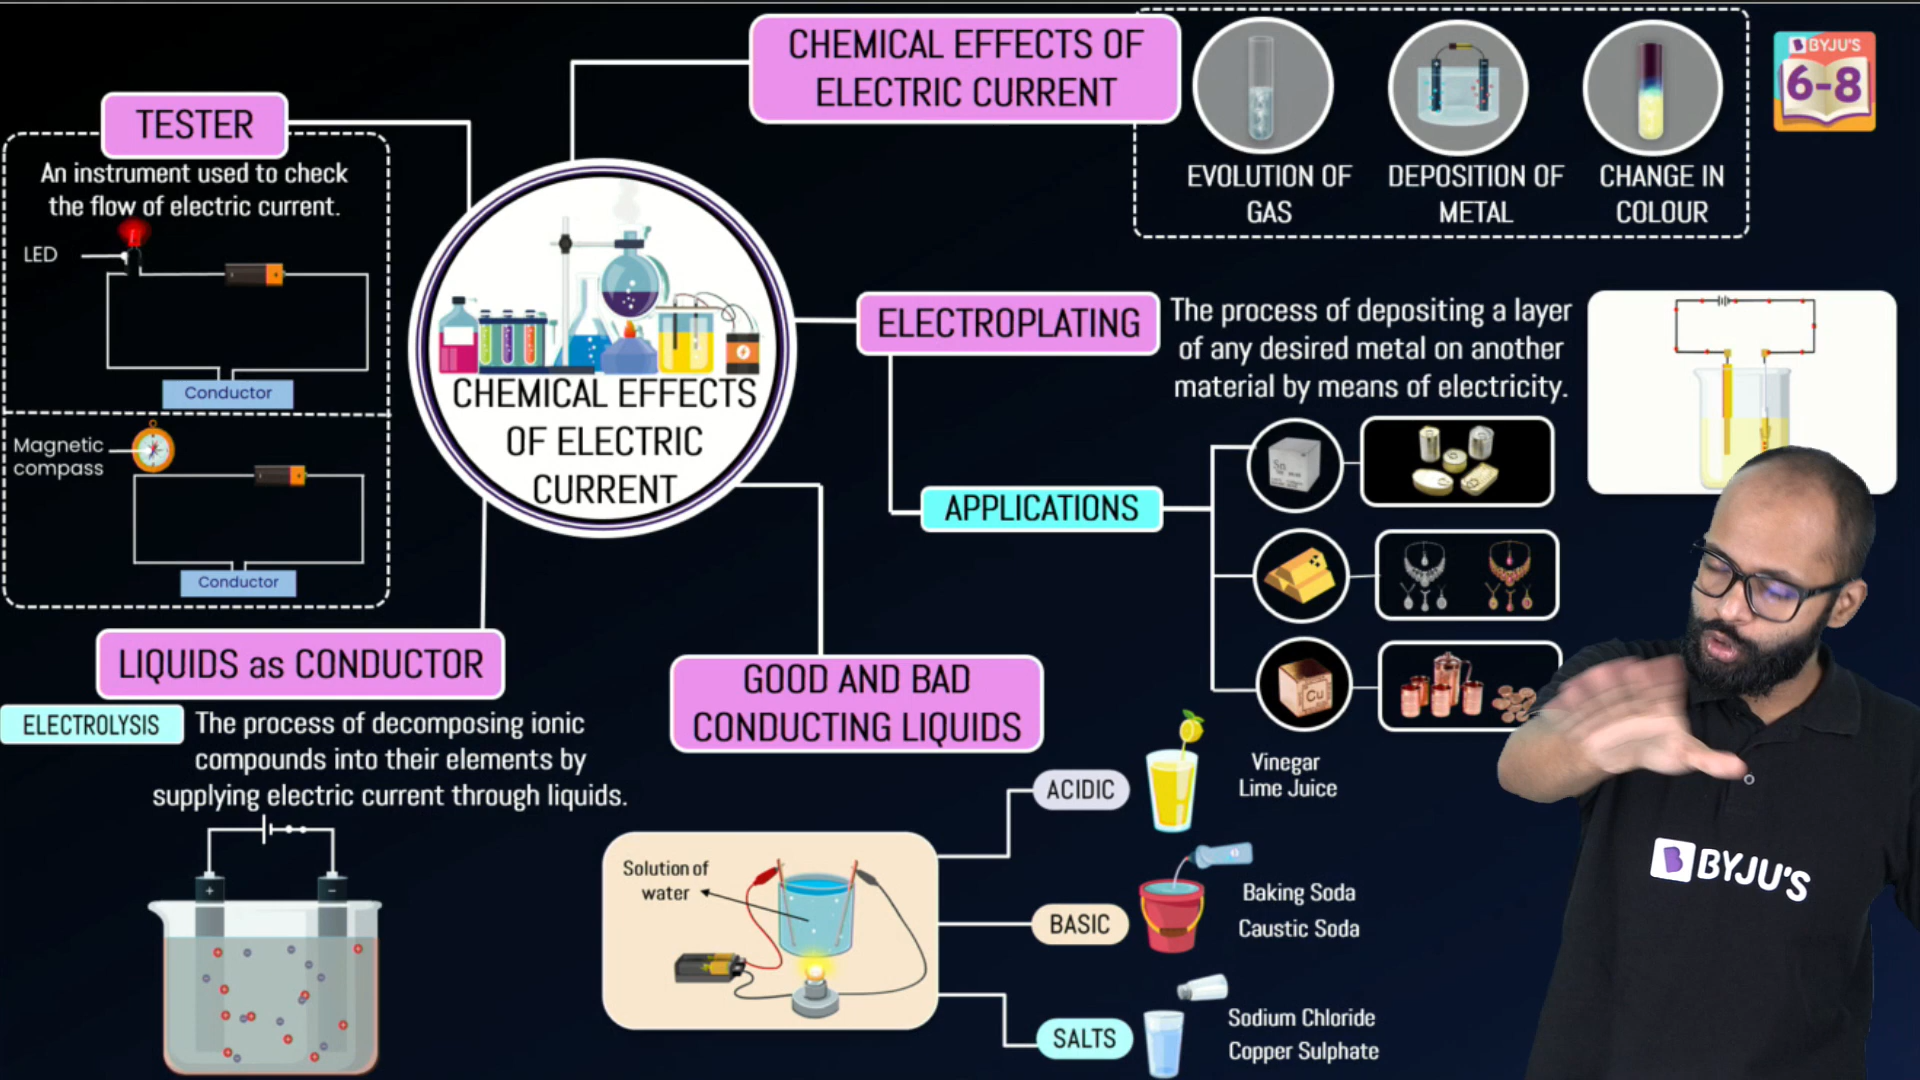 CHEMICAL EFFECTS OF
ELECTRIC CURRENT
EVOLUTION OF
GAS
DEPOSITION OF
METAL
CHANGE IN
COLOUR
BYJU'S
6-8
TESTER
An instrument used to check
the flow of electric current.
LED
Conductor
Magnetic
compass
Conductor
CHEMICAL EFFECTS
OF ELECTRIC
CURRENT
ELECTROPLATING
The process of depositing a layer
of any desired metal on another
material by means of electricity.
APPLICATIONS
Sn
Cu
LIQUIDS as CONDUCTOR
ELECTROLYSIS
The process of decomposing ionic
compounds into their elements by
supplying electric current through liquids.
+
−
GOOD AND BAD
CONDUCTING LIQUIDS
Solution of
water
ACIDIC
Vinegar
Lime Juice
BASIC
Baking Soda
Caustic Soda
SALTS
Sodium Chloride
Copper Sulphate
BYJU'S